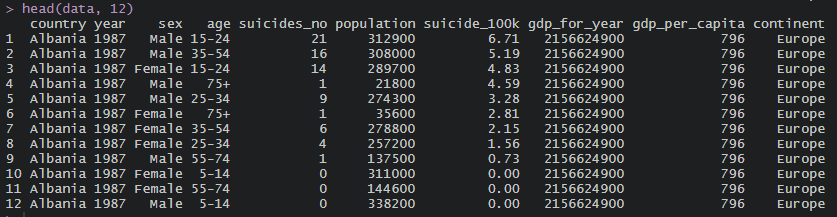 > head(data, 12)
country year sex age suicides_no population suicide_100k gdp_for_year gdp_per_capita continent
1 Albania 1987 Male 15-24 21 312900 6.71 2156624900 796 Europe
2 Albania 1987 Male 35-54 16 308000 5.19 2156624900 796 Europe
3 Albania 1987 Female 15-24 14 289700 4.83 2156624900 796 Europe
4 Albania 1987 Male 75+ 1 21800 4.59 2156624900 796 Europe
5 Albania 1987 Male 25-34 9 274300 3.28 2156624900 796 Europe
6 Albania 1987 Female 75+ 1 35600 2.81 2156624900 796 Europe
7 Albania 1987 Female 35-54 6 278800 2.15 2156624900 796 Europe
8 Albania 1987 Female 25-34 4 257200 1.56 2156624900 796 Europe
9 Albania 1987 Male 55-74 1 137500 0.73 2156624900 796 Europe
10 Albania 1987 Female 5-14 0 311000 0.00 2156624900 796 Europe
11 Albania 1987 Female 55-74 0 144600 0.00 2156624900 796 Europe
12 Albania 1987 Male 5-14 0 338200 0.00 2156624900 796 Europe